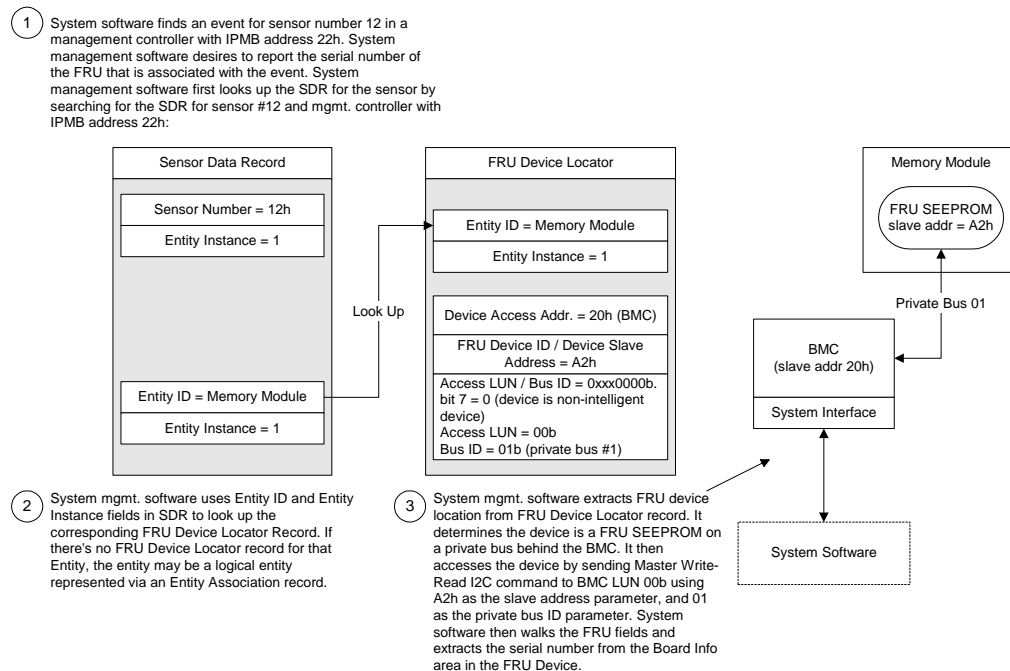 1
System software finds an event for sensor number 12 in a
management controller with IPMB address 22h. System
management software desires to report the serial number of
the FRU that is associated with the event. System
management software first looks up the SDR for the sensor by
searching for the SDR for sensor #12 and mgmt. controller with
IPMB address 22h:
Sensor Data Record
Sensor Number = 12h
Entity Instance = 1
Entity ID = Memory Module
Entity Instance = 1
Look Up
FRU Device Locator
Entity ID = Memory Module
Entity Instance = 1
Device Access Addr. = 20h (BMC)
FRU Device ID / Device Slave
Address = A2h
Access LUN / Bus ID = 0xxx0000b.
bit 7 = 0 (device is non-intelligent
device)
Access LUN = 00b
Bus ID = 01b (private bus #1)
Memory Module
FRU SEEPROM
slave addr = A2h
Private Bus 01
BMC
(slave addr 20h)
System Interface
System Software
2
System mgmt. software uses Entity ID and Entity
Instance fields in SDR to look up the
corresponding FRU Device Locator Record. If
there's no FRU Device Locator record for that
Entity, the entity may be a logical entity
represented via an Entity Association record.
3
System mgmt. software extracts FRU device
location from FRU Device Locator record. It
determines the device is a FRU SEEPROM on
a private bus behind the BMC. It then
accesses the device by sending Master Write-
Read I2C command to BMC LUN 00b using
A2h as the slave address parameter, and 01
as the private bus ID parameter. System
software then walks the FRU fields and
extracts the serial number from the Board Info
area in the FRU Device.